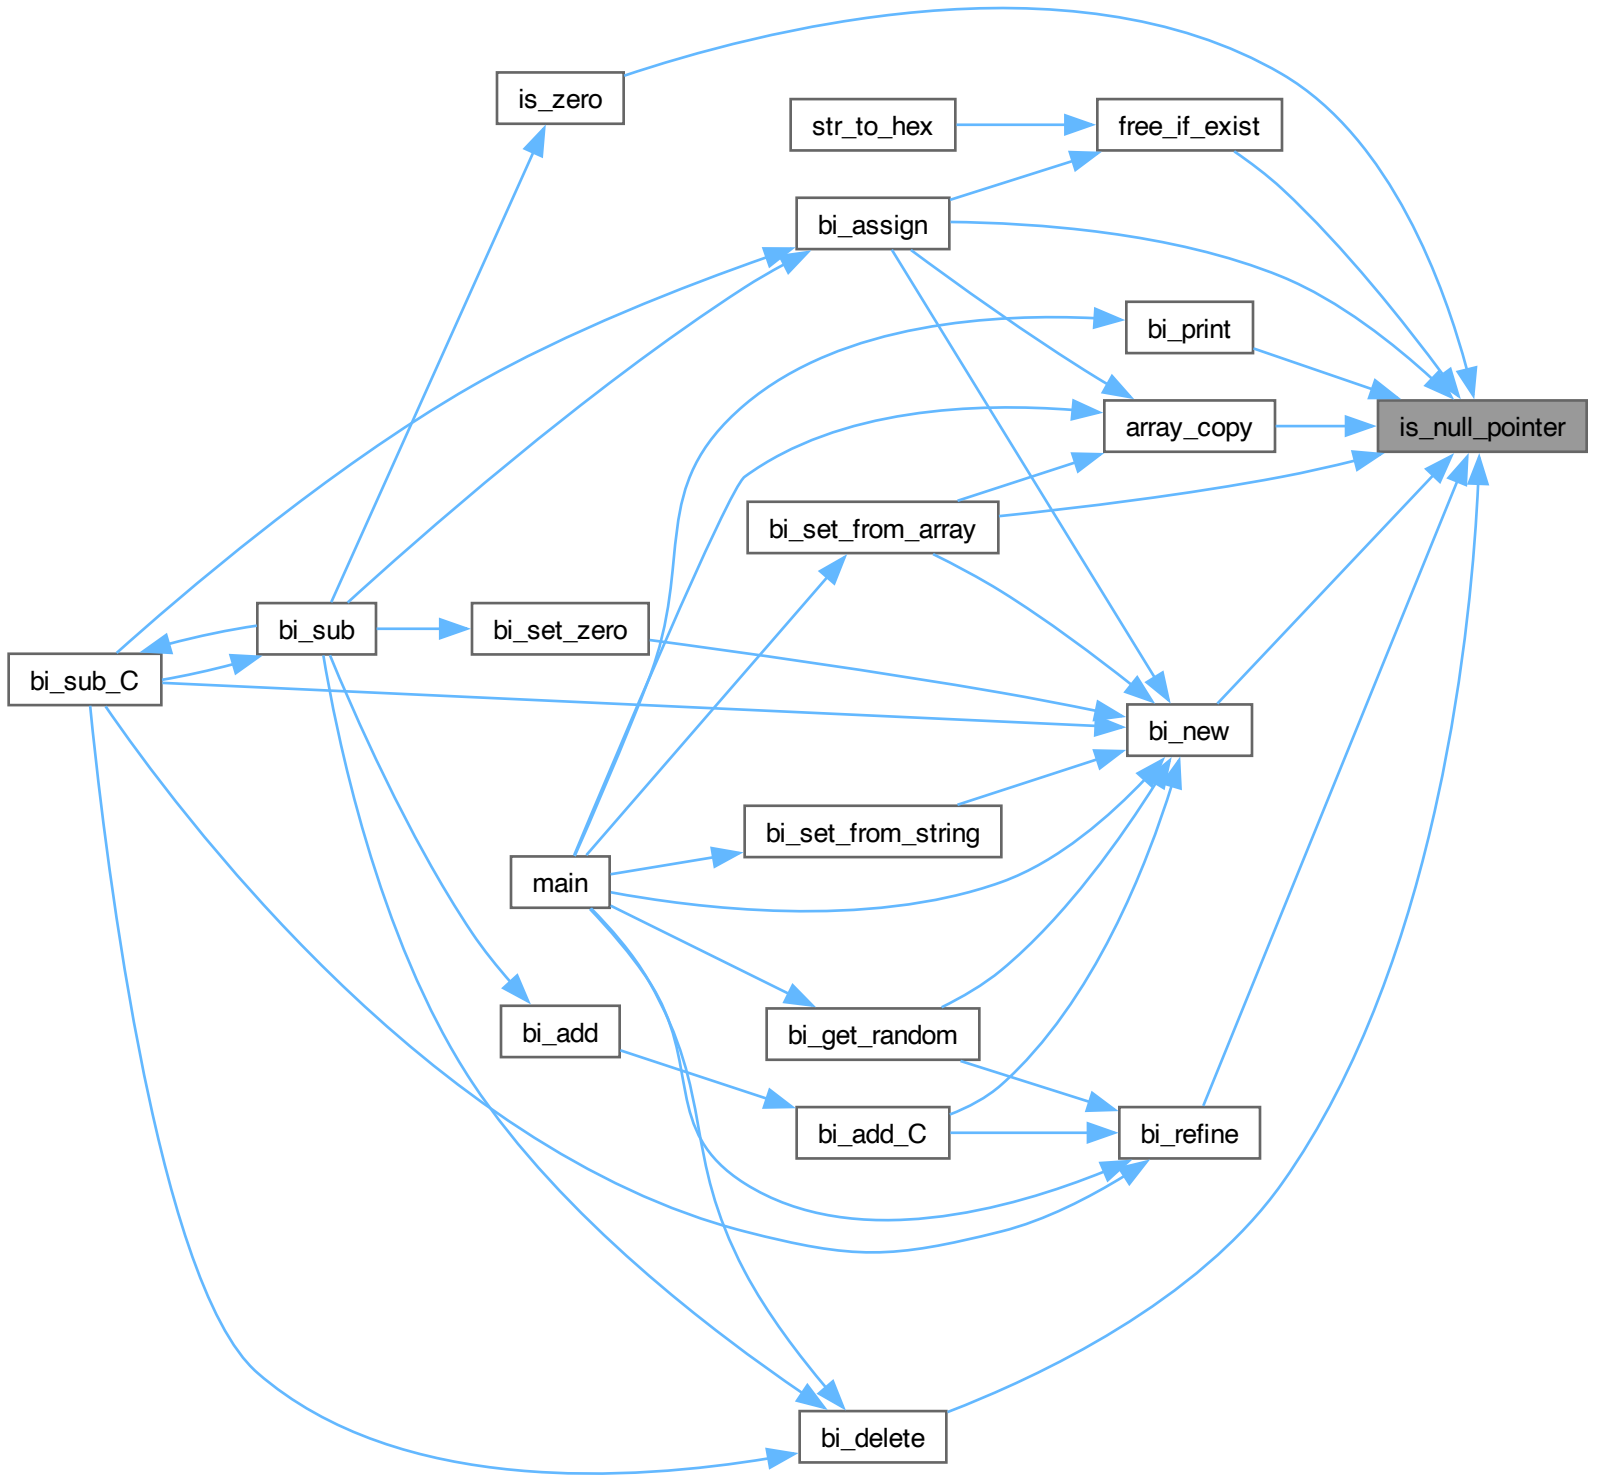 is_zero
str_to_hex
free_if_exist
bi_assign
bi_print
array_copy
is_null_pointer
bi_set_from_array
bi_sub
bi_set_zero
bi_sub_C
bi_new
bi_set_from_string
main
bi_add
bi_get_random
bi_add_C
bi_refine
bi_delete